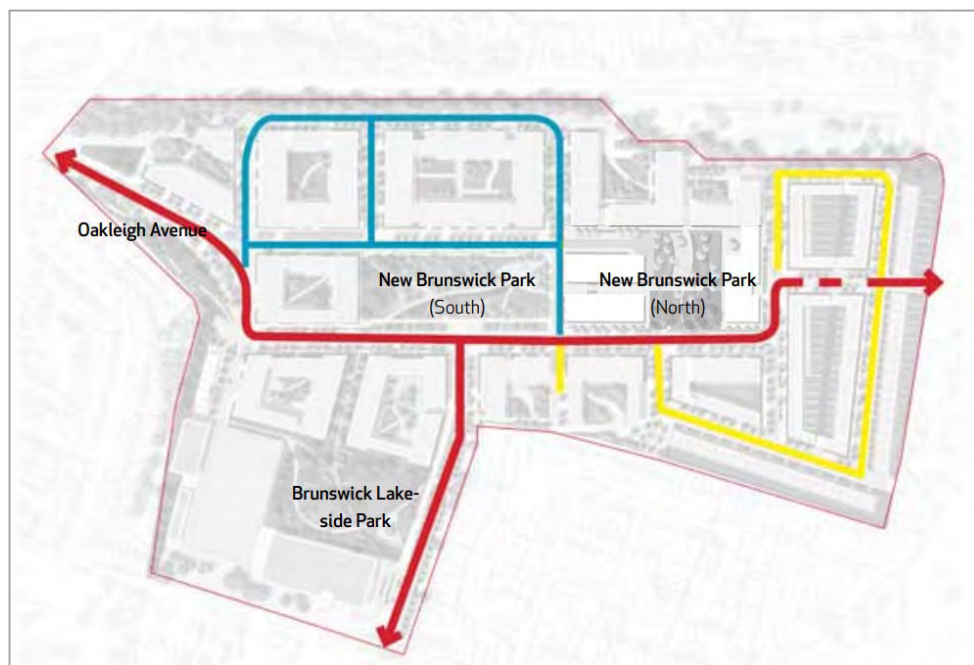 Oakleigh Avenue
New Brunswick Park
(South)
New Brunswick Park
(North)
Brunswick Lake-
side Park